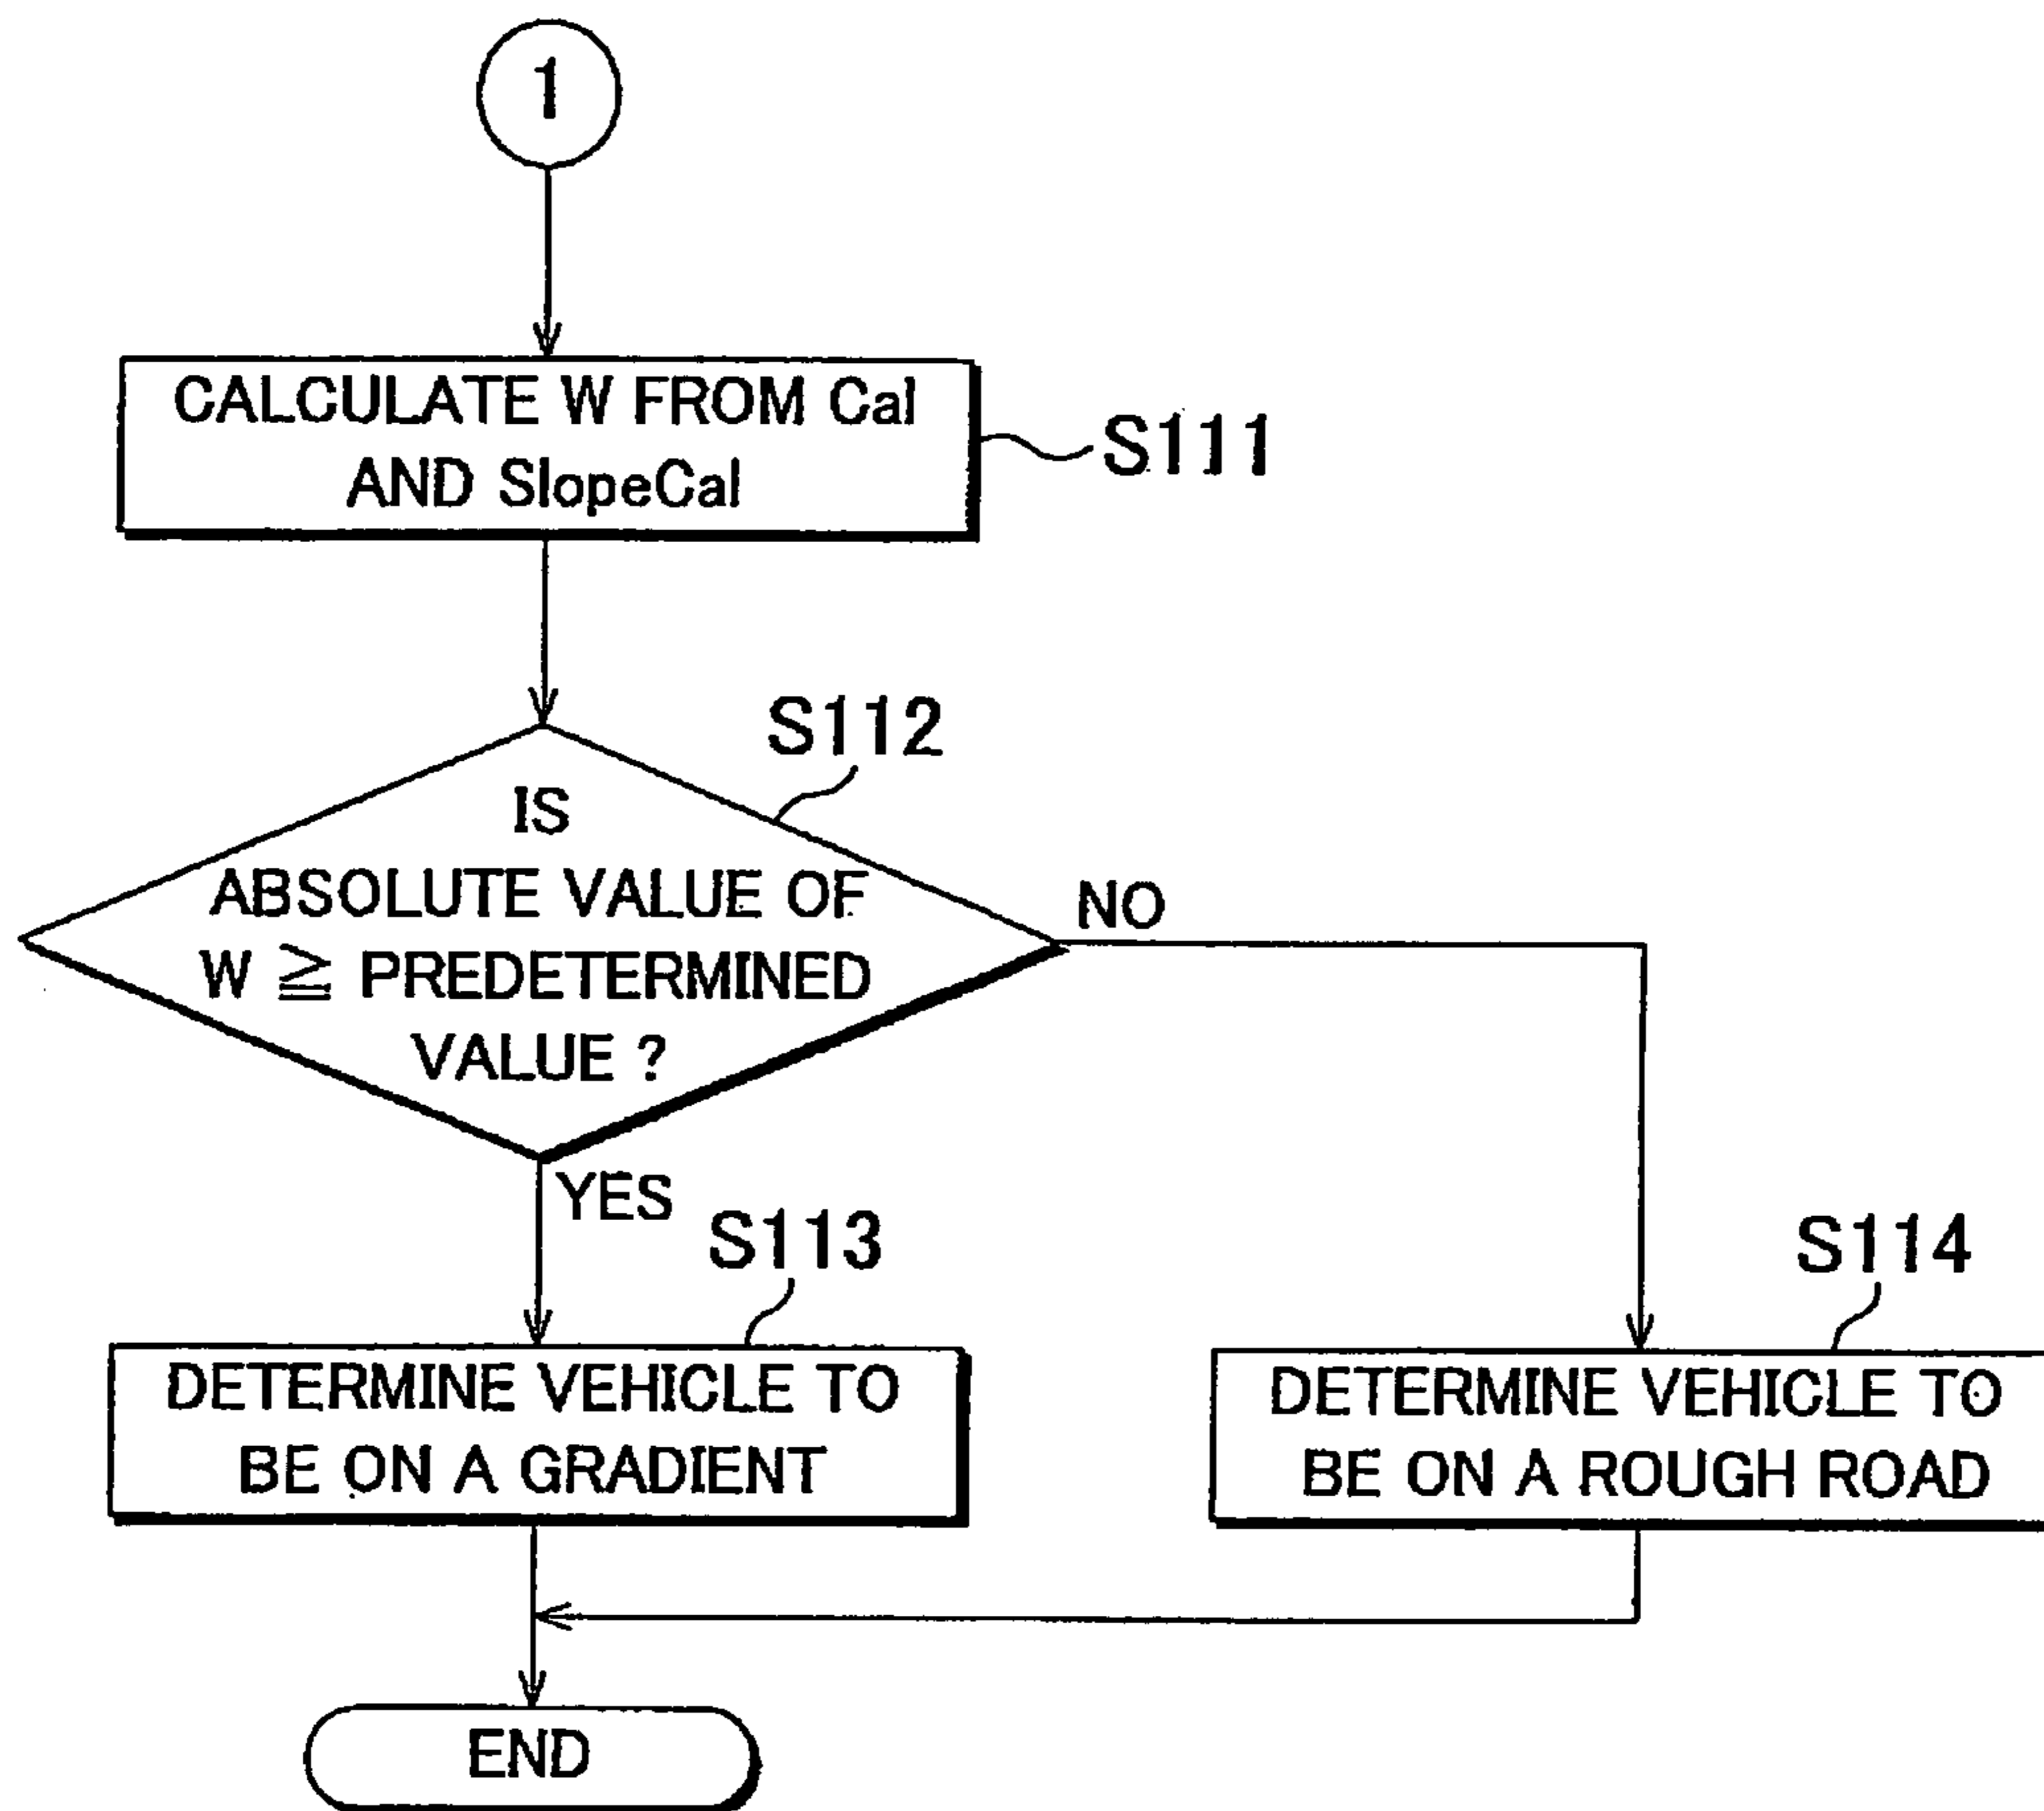 1
CALCULATE W FROM Cal
AND SlopeCal
S111
S112
IS
ABSOLUTE VALUE OF
W ≧ PREDETERMINED
VALUE ?
NO
YES
S113
DETERMINE VEHICLE TO
BE ON A GRADIENT
S114
DETERMINE VEHICLE TO
BE ON A ROUGH ROAD
END